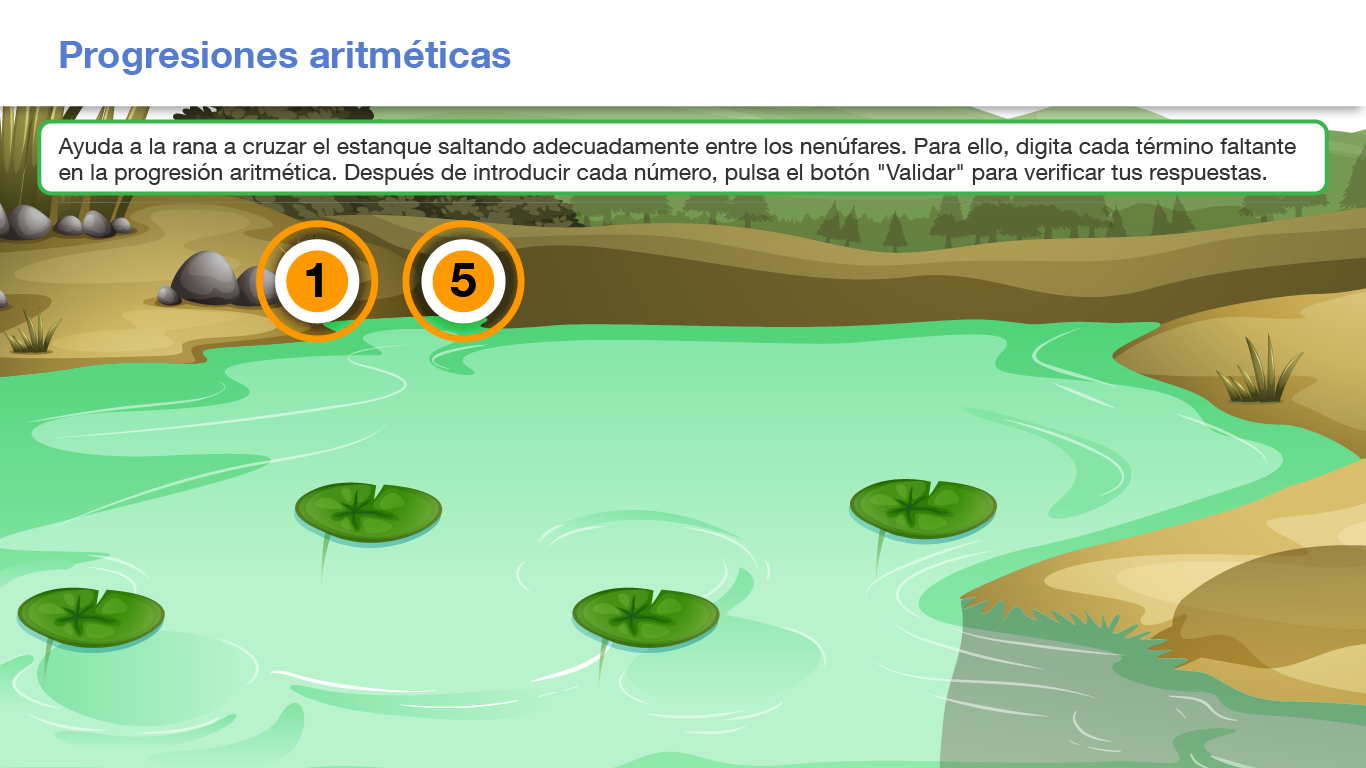 Progresiones aritméticas
Ayuda a la rana a cruzar el estanque saltando adecuadamente entre los nenúfares. Para ello, digita cada término faltante
en la progresión aritmética. Después de introducir cada número, pulsa el botón "Validar" para verificar tus respuestas.
1 5